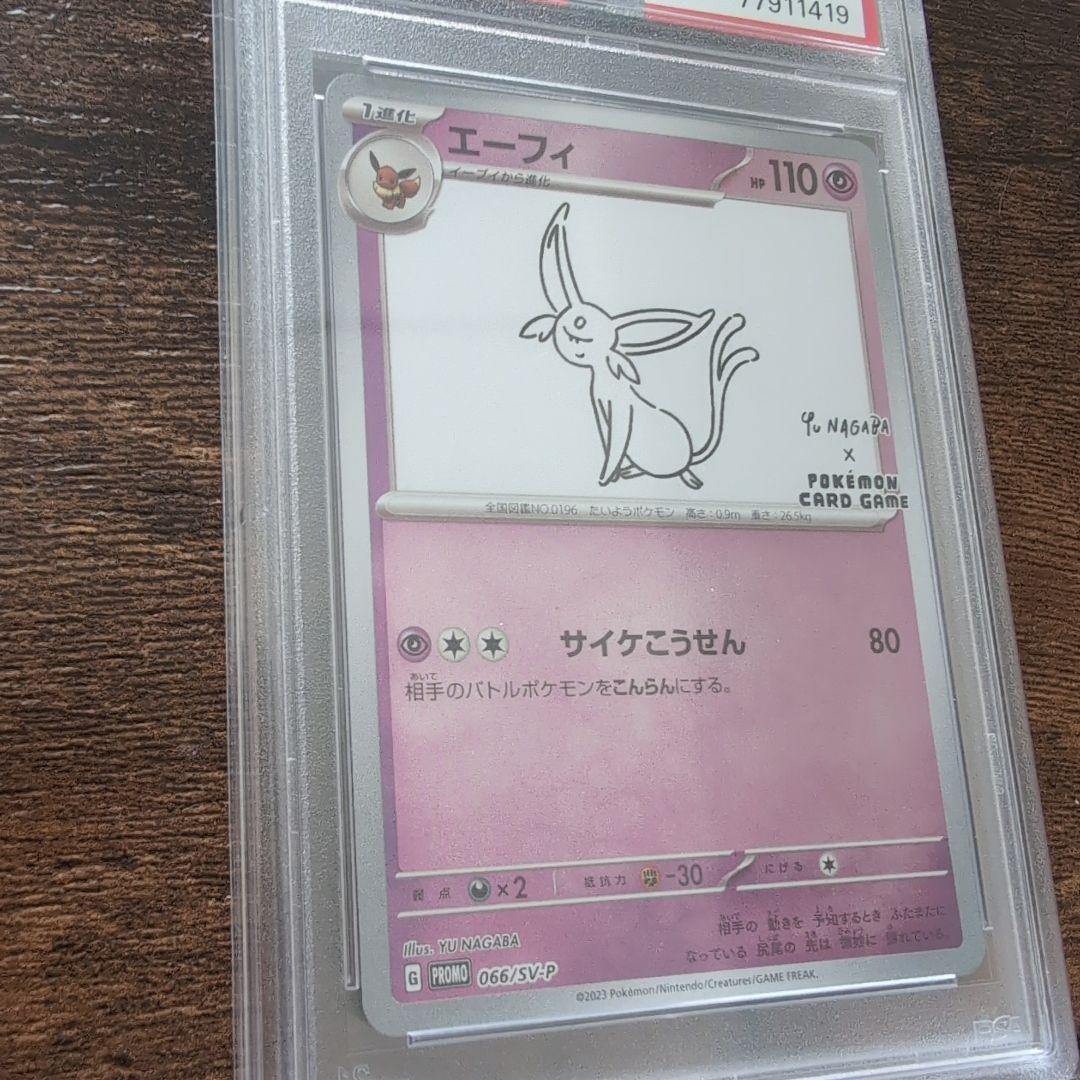 77911419
1進化
エーフィ
HP 110
イーブイから進化
YU NAGABA
×
POKÉMON
CARD GAME
全国図鑑NO.0196 たいようポケモン 高さ：0.9m 重さ：26.5kg
サイケこうせん 80
あいて
相手のバトルポケモンをこんらんにする。
弱点 ×2 抵抗力 -30 にげる
相手の 動きを 予知するとき ふたまたに
なっている 尻尾の 先は 微妙に 揺れている。
Illus. YU NAGABA
G PROMO 066/SV-P
©2023 Pokémon/Nintendo/Creatures/GAME FREAK.